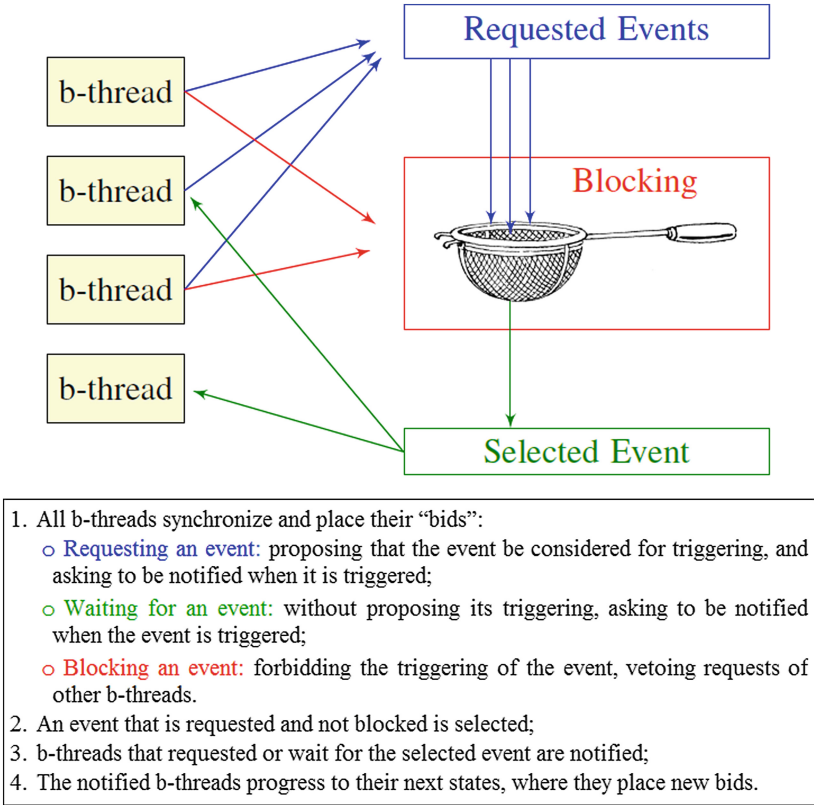 Requested Events
b-thread
b-thread
Blocking
b-thread
b-thread
Selected Event
1. All b-threads synchronize and place their “bids”:
o Requesting an event: proposing that the event be considered for triggering, and
asking to be notified when it is triggered;
o Waiting for an event: without proposing its triggering, asking to be notified
when the event is triggered;
o Blocking an event: forbidding the triggering of the event, vetoing requests of
other b-threads.
2. An event that is requested and not blocked is selected;
3. b-threads that requested or wait for the selected event are notified;
4. The notified b-threads progress to their next states, where they place new bids.